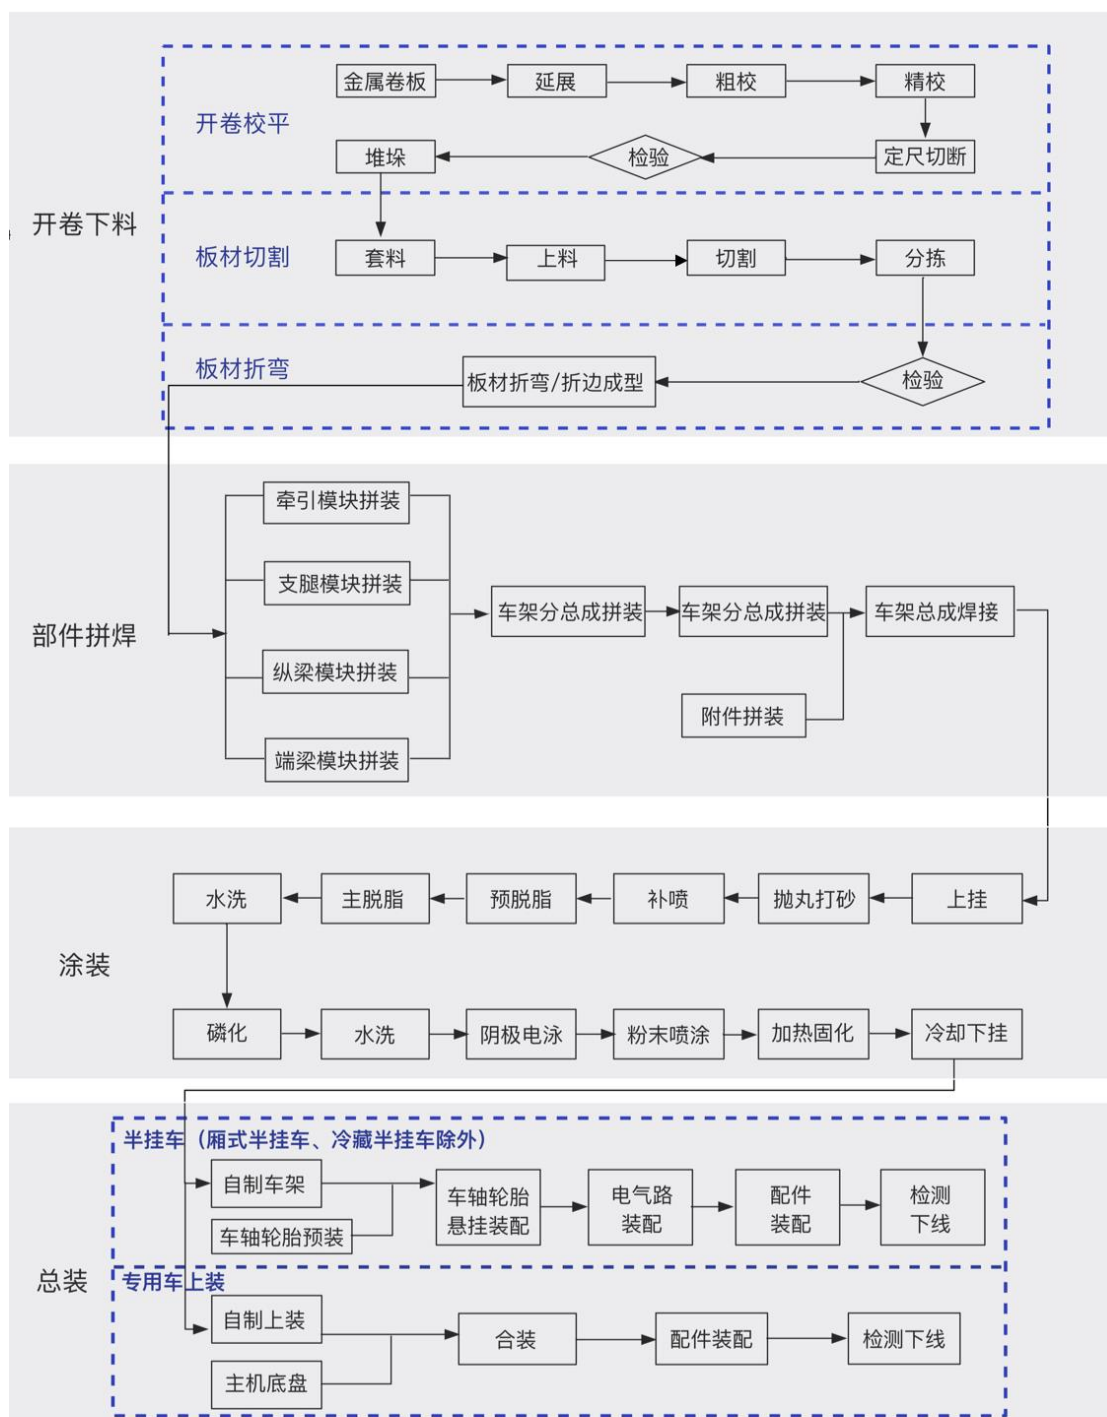 开卷下料
开卷校平
金属卷板
延展
粗校
精校
定尺切断
检验
堆垛
板材切割
套料
上料
切割
分拣
板材折弯
检验
板材折弯/折边成型
部件拼焊
牵引模块拼装
支腿模块拼装
纵梁模块拼装
端梁模块拼装
车架分总成拼装
车架分总成拼装
附件拼装
车架总成焊接
涂装
上挂
抛丸打砂
补喷
预脱脂
主脱脂
水洗
磷化
水洗
阴极电泳
粉末喷涂
加热固化
冷却下挂
总装
半挂车（厢式半挂车、冷藏半挂车除外）
自制车架
车轴轮胎预装
车轴轮胎
悬挂装配
电气路
装配
配件
装配
检测
下线
专用车上装
自制上装
主机底盘
合装
配件装配
检测下线